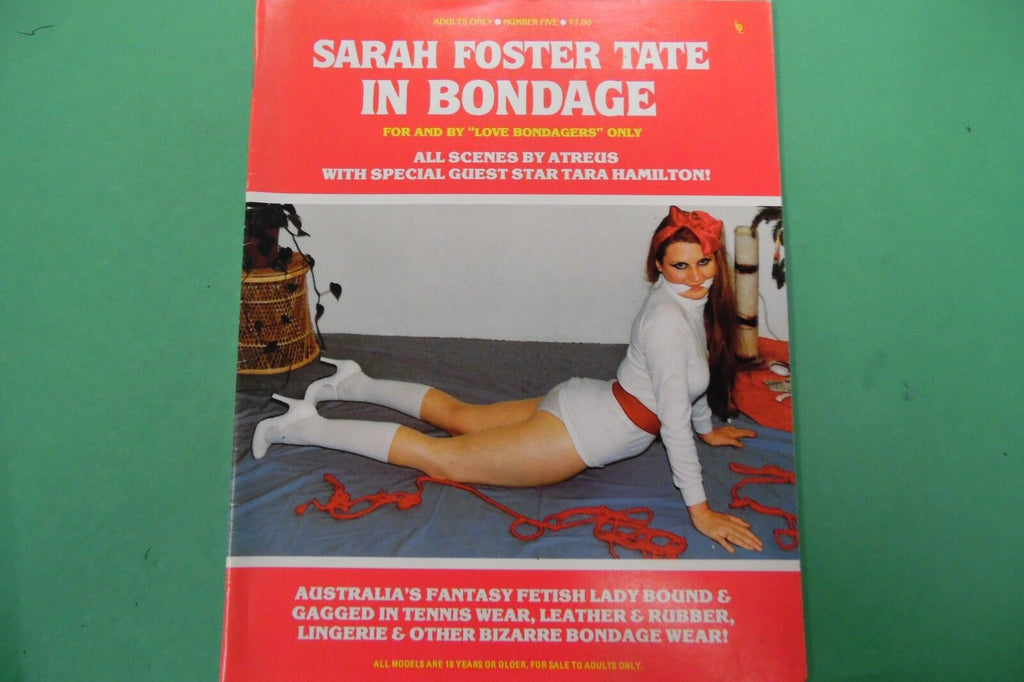 ADULTS ONLY ● NUMBER FIVE ● $7.00
SARAH FOSTER TATE
IN BONDAGE
FOR AND BY "LOVE BONDAGERS" ONLY
ALL SCENES BY ATREUS
WITH SPECIAL GUEST STAR TARA HAMILTON!
AUSTRALIA'S FANTASY FETISH LADY BOUND &
GAGGED IN TENNIS WEAR, LEATHER & RUBBER,
LINGERIE & OTHER BIZARRE BONDAGE WEAR!
ALL MODELS ARE 18 YEARS OR OLDER. FOR SALE TO ADULTS ONLY.